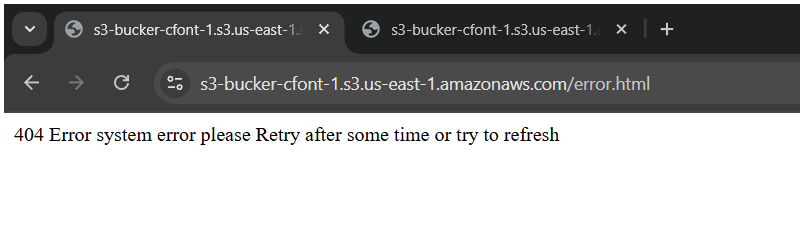 s3-bucker-cfont-1.s3.us-east-1. s3-bucker-cfont-1.s3.us-east-1.
s3-bucker-cfont-1.s3.us-east-1.amazonaws.com/error.html
404 Error system error please Retry after some time or try to refresh